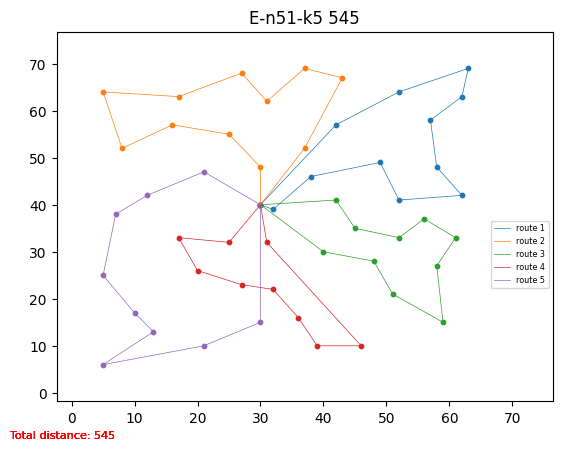 E-n51-k5 545
70
60
50
40
30
20
10
0
0 10 20 30 40 50 60 70
route 1
route 2
route 3
route 4
route 5
Total distance: 545